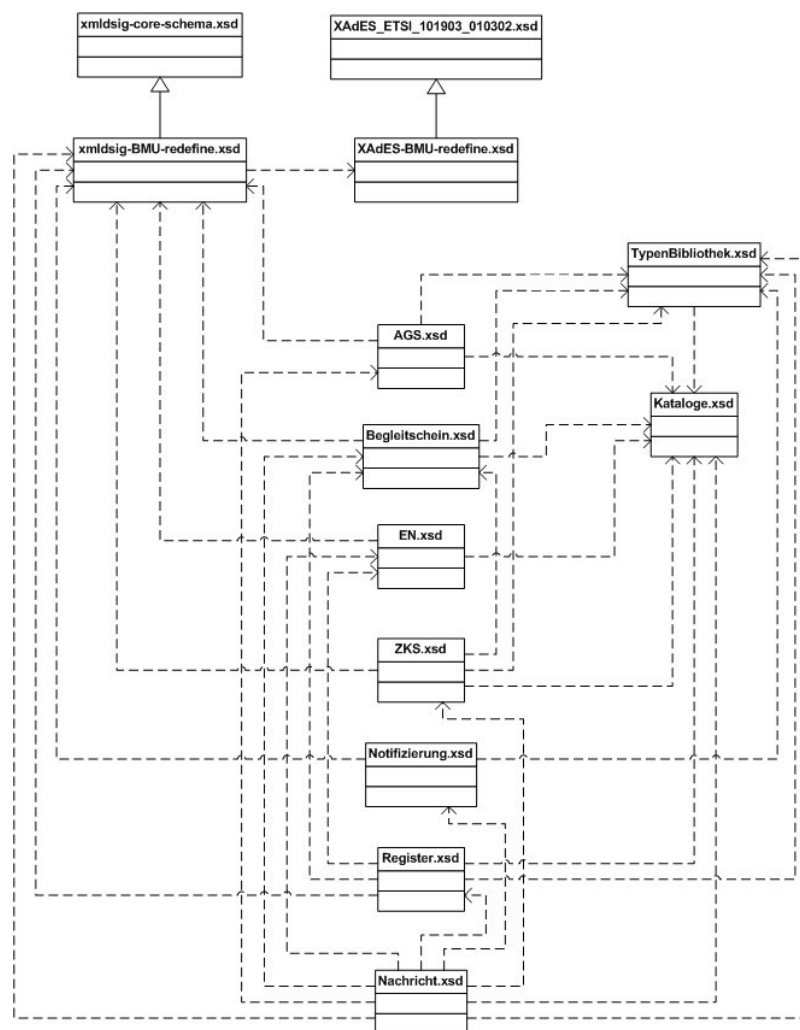 xmldsig-core-schema.xsd
XAdES_ETSI_101903_010302.xsd
xmldsig-BMU-redefine.xsd
XAdES-BMU-redefine.xsd
TypenBibliothek.xsd
AGS.xsd
Kataloge.xsd
Begleitschein.xsd
EN.xsd
ZKS.xsd
Notifizierung.xsd
Register.xsd
Nachricht.xsd